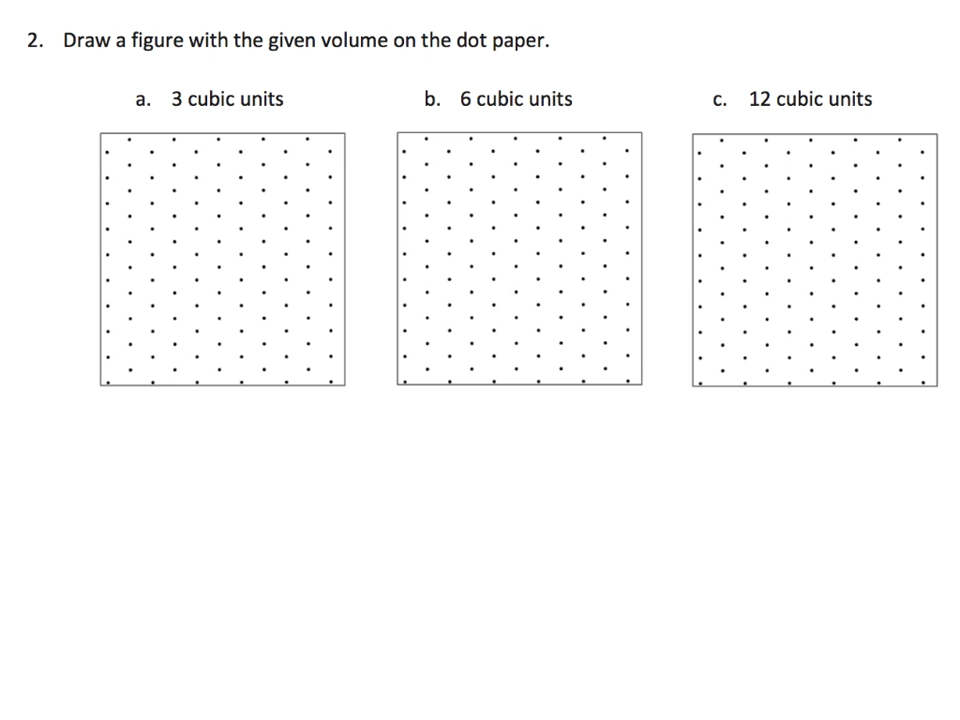 2. Draw a figure with the given volume on the dot paper.
a. 3 cubic units
b. 6 cubic units
c. 12 cubic units